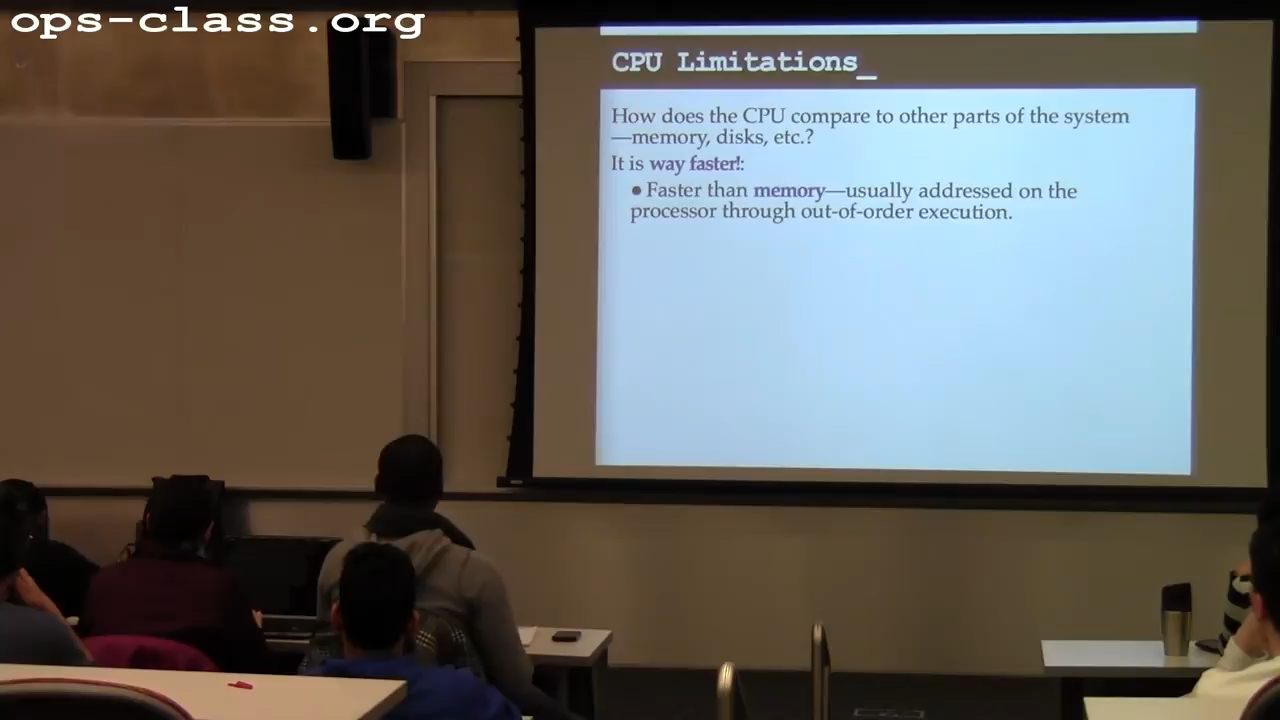 ops-class.org
CPU Limitations_
How does the CPU compare to other parts of the system
—memory, disks, etc.?
It is way faster!:
● Faster than memory—usually addressed on the
processor through out-of-order execution.